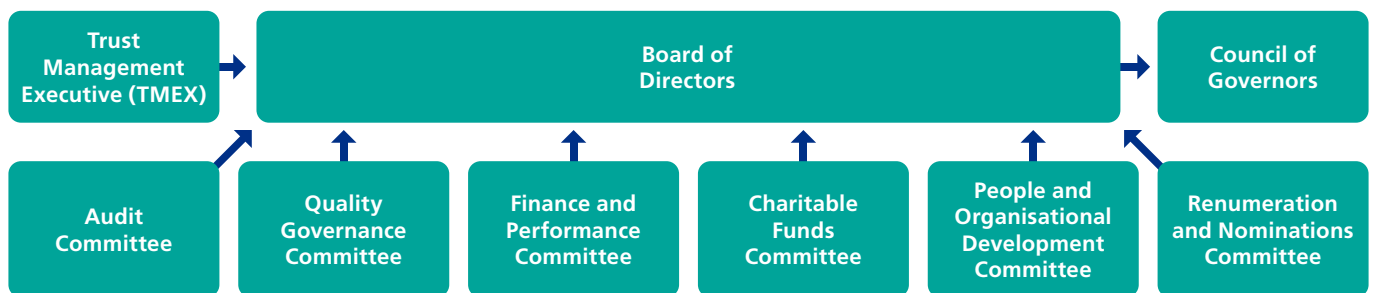 Trust
Management
Executive (TMEX)
Board of
Directors
Council of
Governors
Audit
Committee
Quality
Governance
Committee
Finance and
Performance
Committee
Charitable
Funds
Committee
People and
Organisational
Development
Committee
Renumeration
and Nominations
Committee